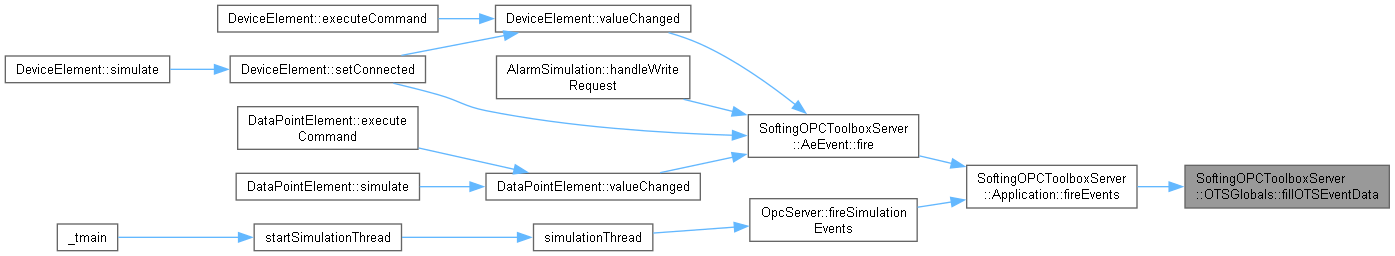 DeviceElement::executeCommand
DeviceElement::valueChanged
DeviceElement::simulate
DeviceElement::setConnected
AlarmSimulation::handleWrite
Request
DataPointElement::execute
Command
SoftingOPCToolboxServer
::AeEvent::fire
DataPointElement::simulate
DataPointElement::valueChanged
SoftingOPCToolboxServer
::Application::fireEvents
SoftingOPCToolboxServer
::OTSGlobals::fillOTSEventData
OpcServer::fireSimulation
Events
_tmain
startSimulationThread
simulationThread